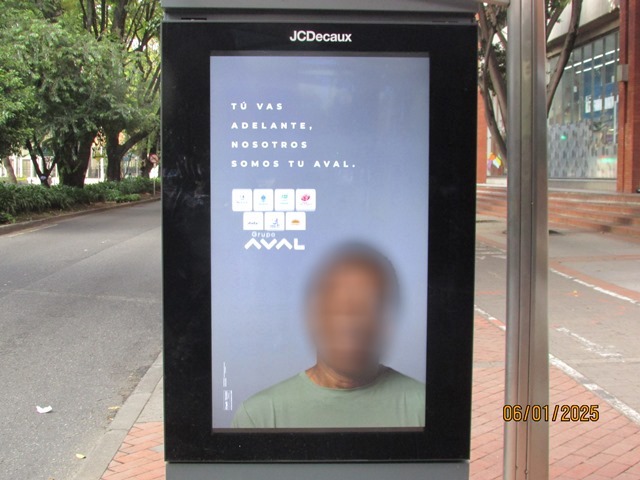 JCDecaux
TÚ VAS
ADELANTE,
NOSOTROS
SOMOS TU AVAL.
Grupo
AVAL
06/01/2025